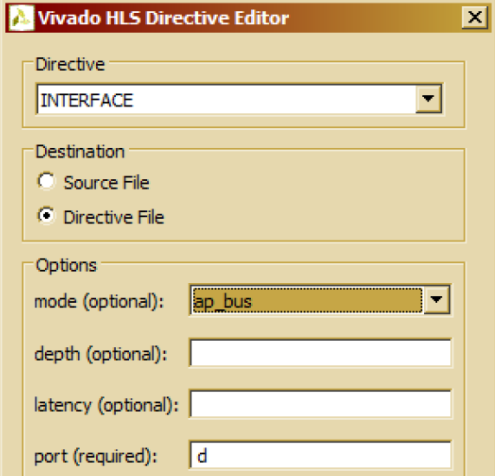 Vivado HLS Directive Editor
Directive
INTERFACE
Destination
Source File
Directive File
Options
mode (optional): ap_bus
depth (optional):
latency (optional):
port (required): d